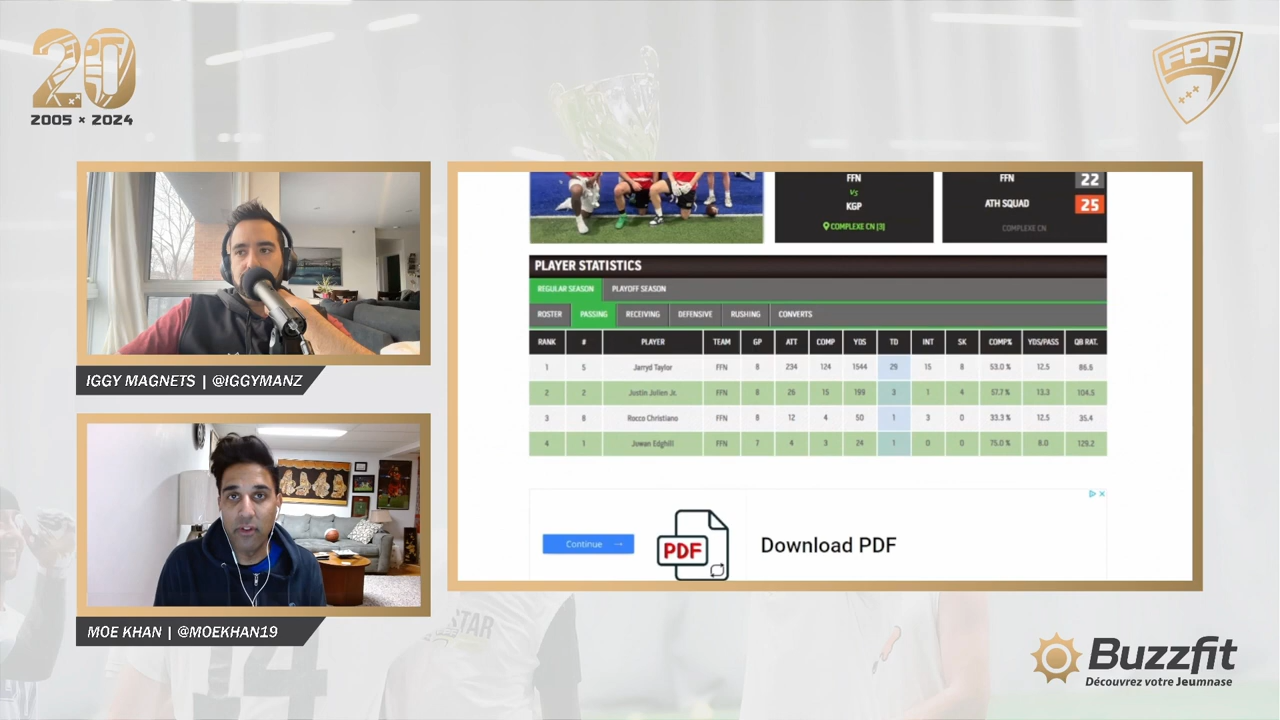 20
2005 × 2024
FPF
IGGY MAGNETS | @IGGYMANZ
MOE KHAN | @MOEKHAN19
FFN
VS
KGP
COMPLEXE CN [3]
FFN 22
ATH SQUAD 25
COMPLEXE CN
PLAYER STATISTICS
REGULAR SEASON PLAYOFF SEASON
ROSTER PASSING RECEIVING DEFENSIVE RUSHING CONVERTS
RANK # PLAYER TEAM GP ATT COMP YDS TD INT SK COMP% YDS/PASS QB RAT.
1 5 Jarryd Taylor FFN 8 234 124 1544 29 15 8 53.0 % 12.5 86.6
2 2 Justin Julien Jr. FFN 8 26 15 199 3 1 4 57.7 % 13.3 104.5
3 8 Rocco Christiano FFN 8 12 4 50 1 3 0 33.3 % 12.5 35.4
4 1 Jowan Edghill FFN 7 4 3 24 1 0 0 75.0 % 8.0 129.2
Continue →
PDF
Download PDF
STAR
14
Buzzfit
Découvrez votre Jeumnase